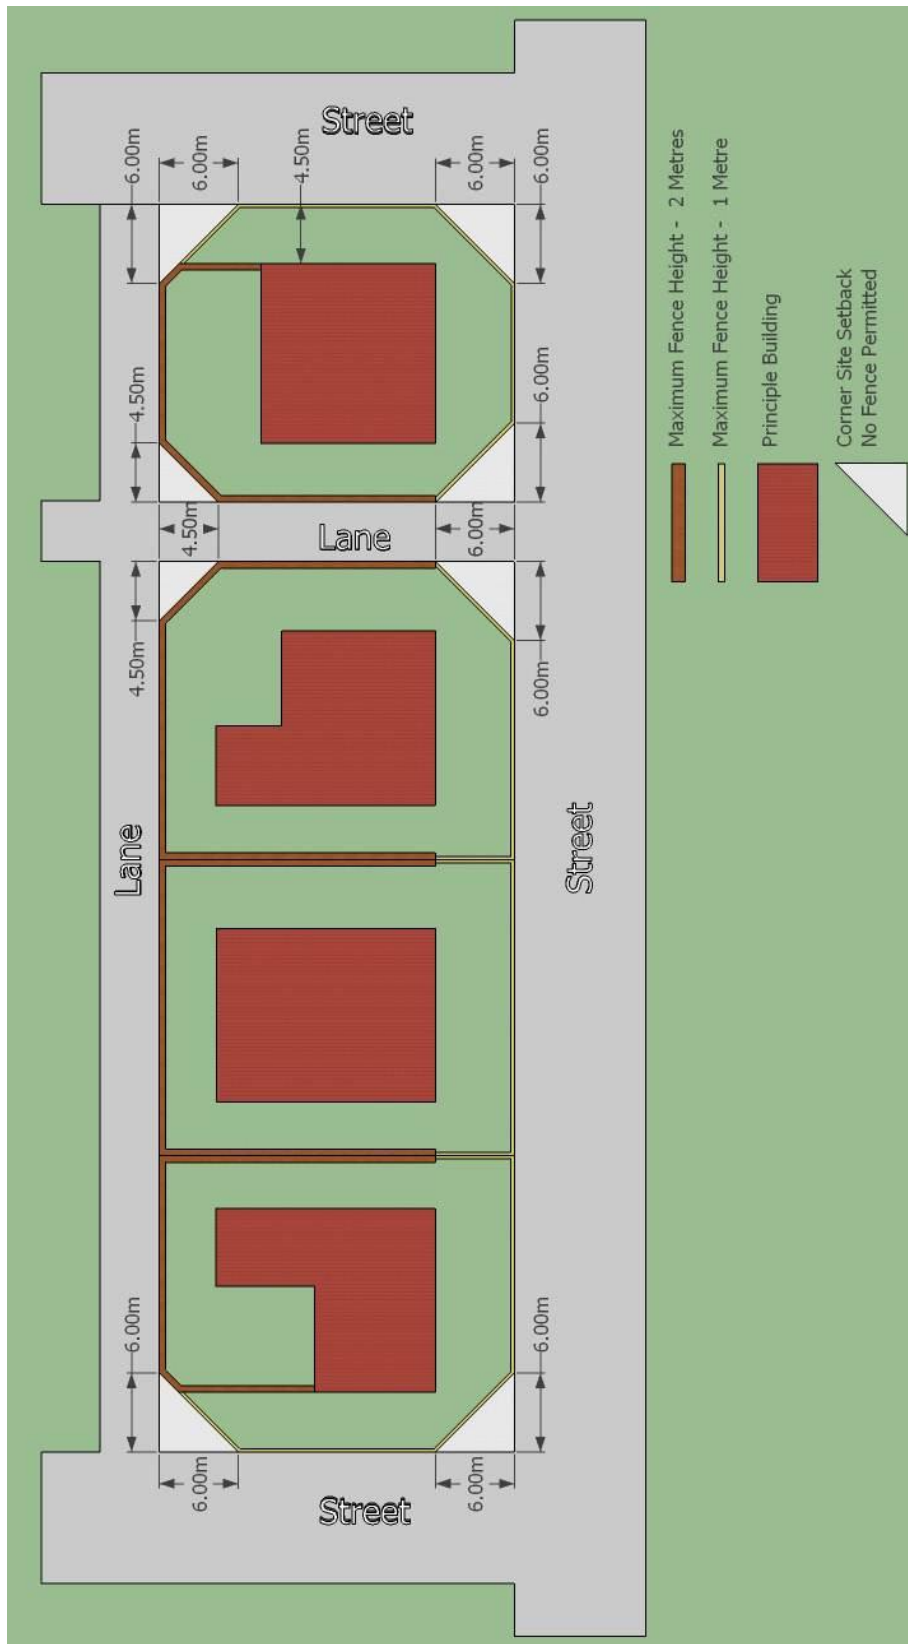 Street
6.00m
6.00m
4.50m
6.00m
6.00m
4.50m
6.00m
4.50m
Lane
6.00m
4.50m
6.00m
Lane
Street
6.00m
6.00m
6.00m
6.00m
Street
Maximum Fence Height - 2 Metres
Maximum Fence Height - 1 Metre
Principle Building
Corner Site Setback
No Fence Permitted